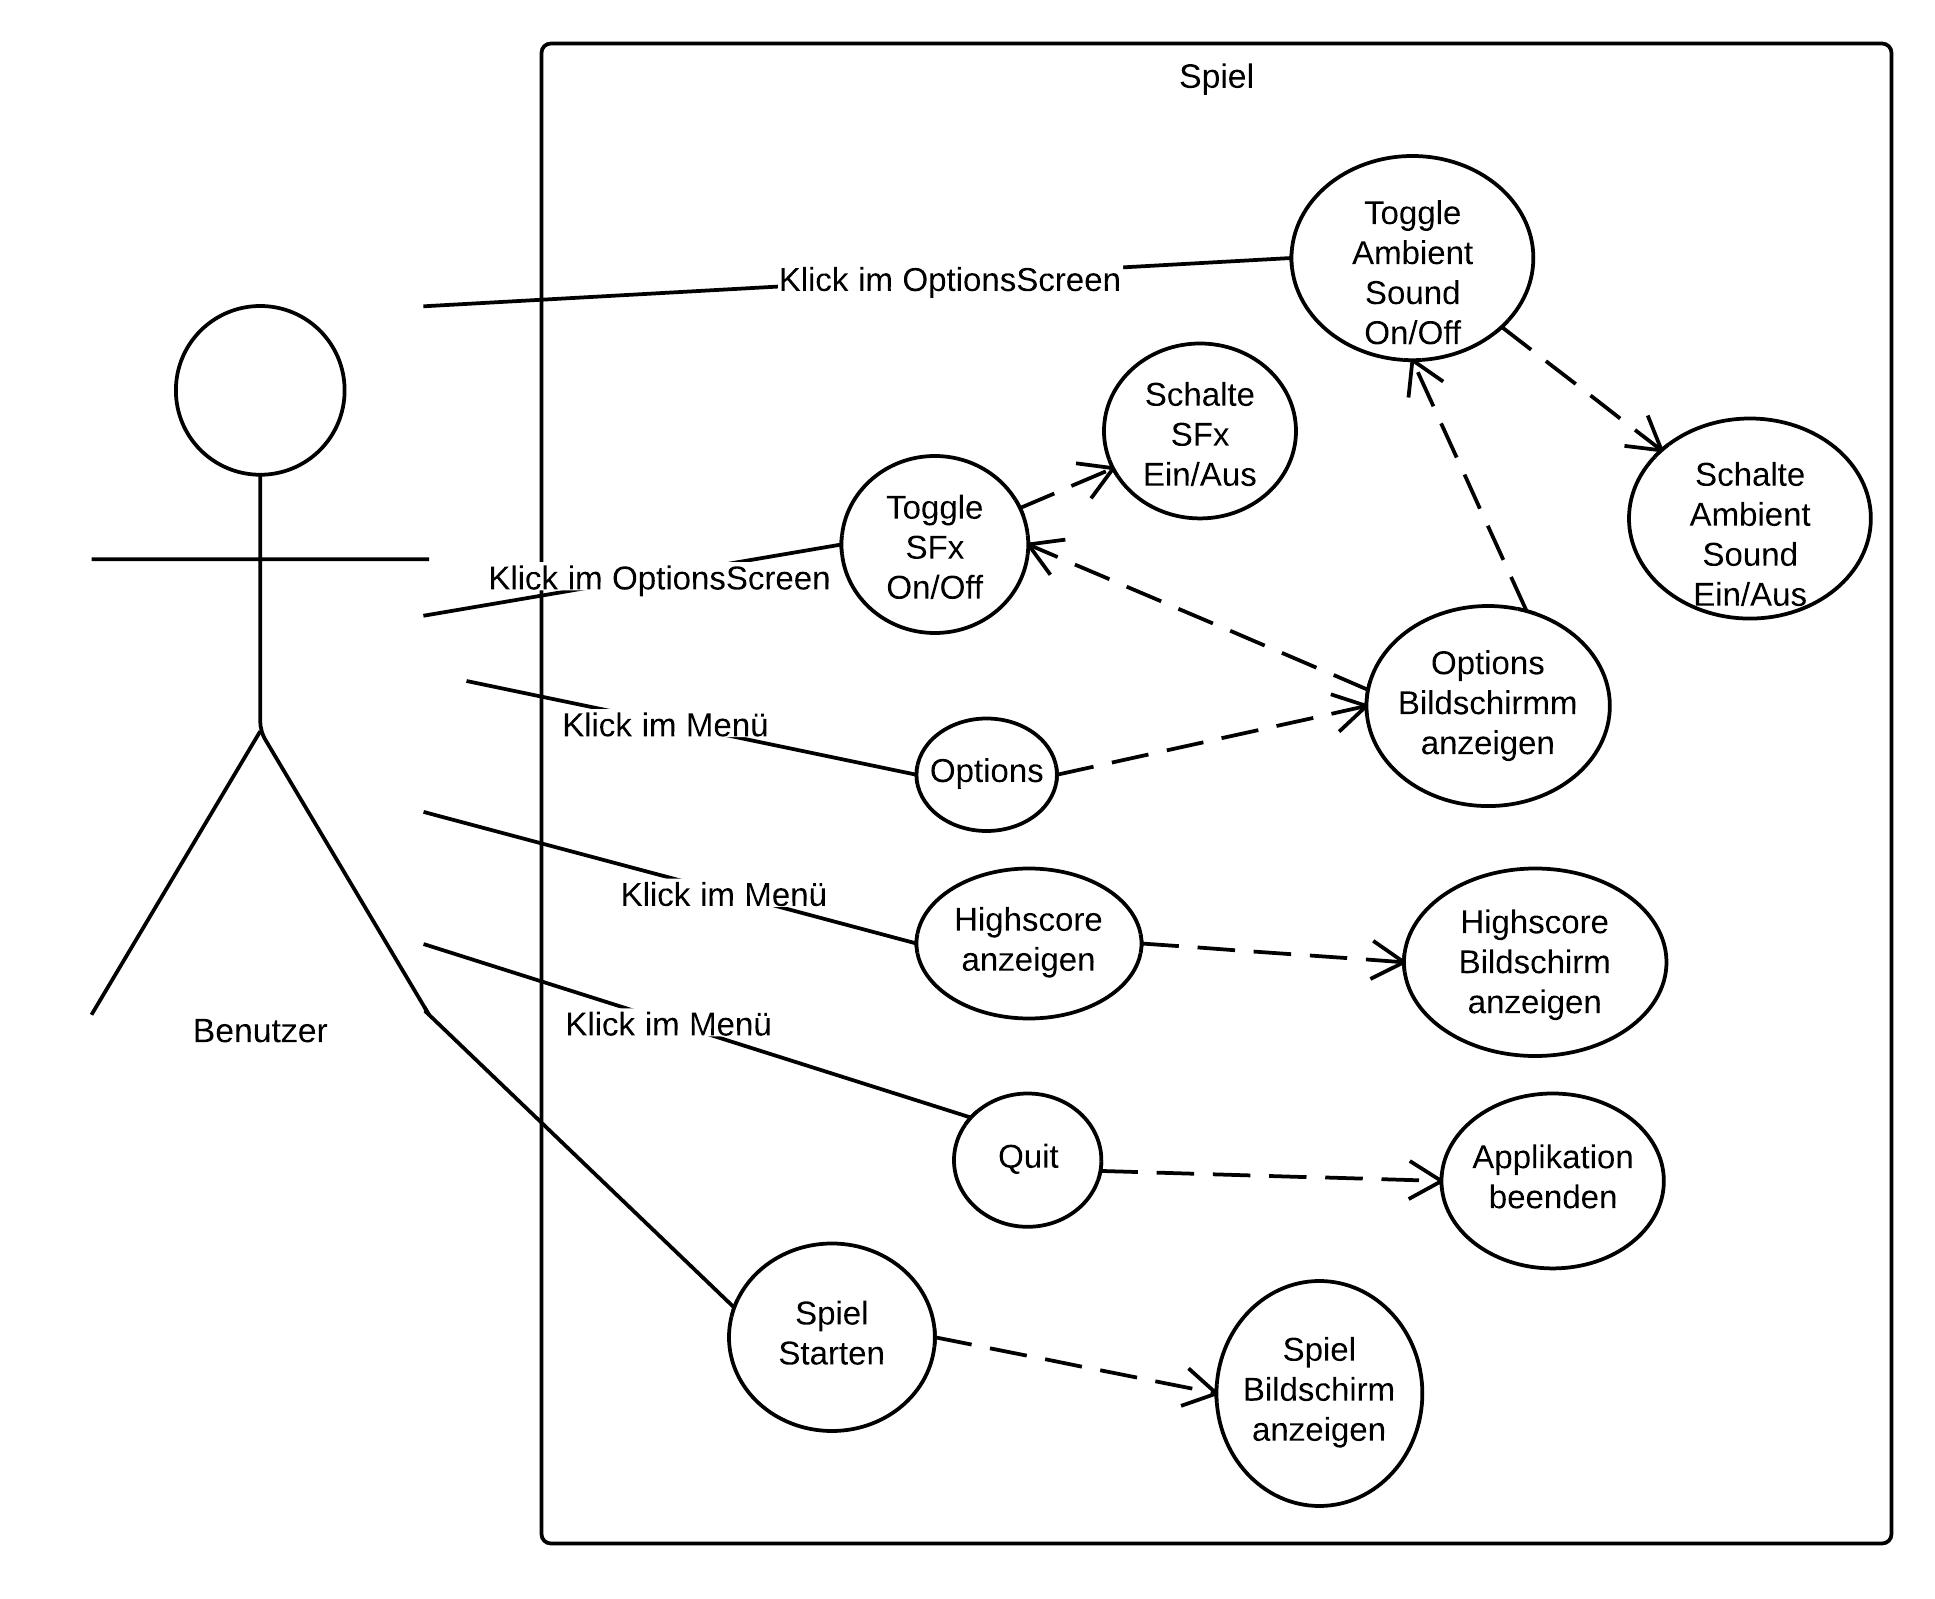 Spiel
Toggle
Ambient
Sound
On/Off
Klick im OptionsScreen
Schalte
SFx
Ein/Aus
Schalte
Ambient
Sound
Ein/Aus
Toggle
SFx
On/Off
Klick im OptionsScreen
Options
Bildschirmm
anzeigen
Klick im Menü
Options
Klick im Menü
Highscore
anzeigen
Highscore
Bildschirm
anzeigen
Klick im Menü
Benutzer
Quit
Applikation
beenden
Spiel
Starten
Spiel
Bildschirm
anzeigen